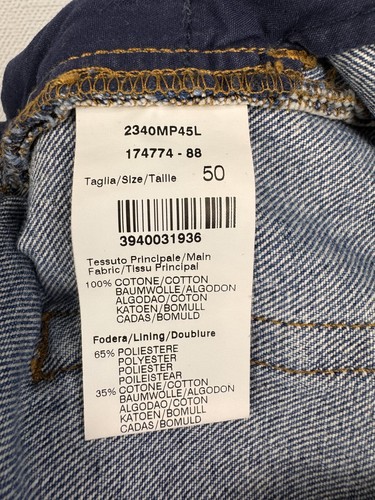 2340MP45L
174774 - 88
Taglia/Size/Taille 50
3940031936
Tessuto Principale/Main
Fabric/Tissu Principal
100% COTONE/COTTON
BAUMWOLLE/ALGODON
ALGODAO/COTON
KATOEN/BOMULL
CADAS/BOMULD
Fodera/Lining/Doublure
65% POLIESTERE
POLYESTER
POLIESTER
POILEISTEAR
35% COTONE/COTTON
BAUMWOLLE/ALGODON
ALGODAO/COTON
KATOEN/BOMULL
CADAS/BOMULD